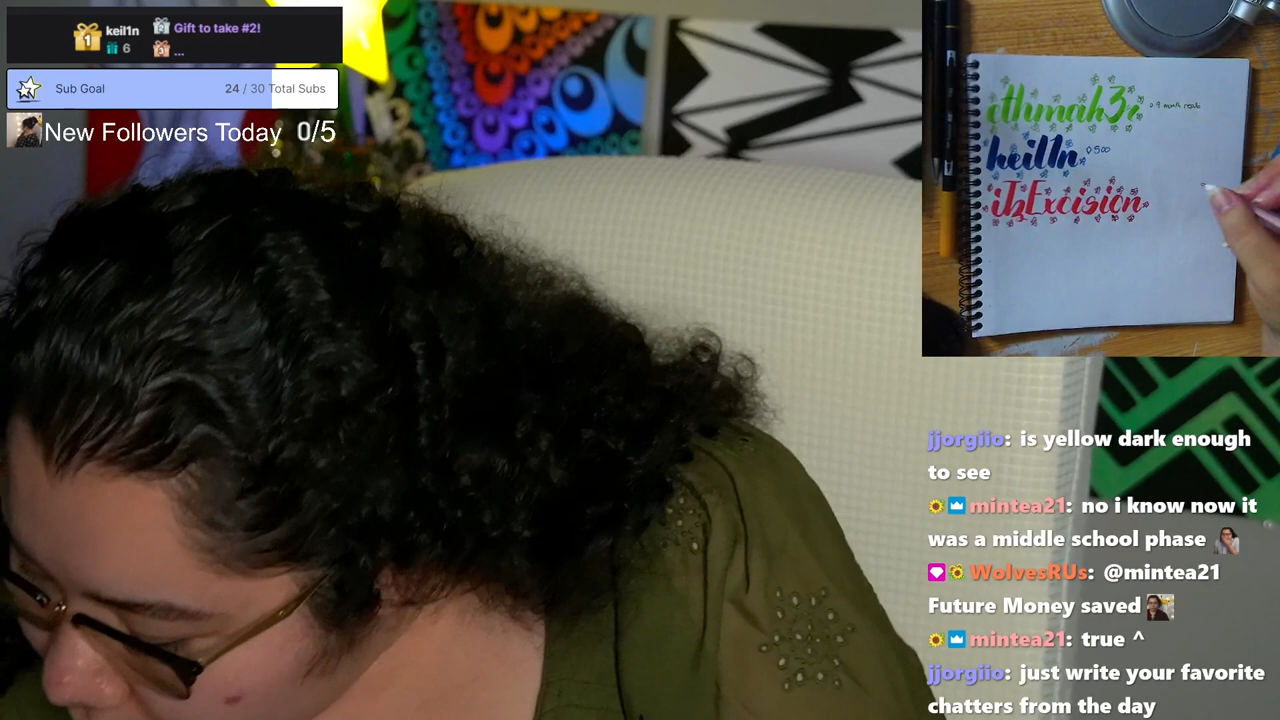 keil1n
6
Gift to take #2!
...
Sub Goal
24 / 30 Total Subs
New Followers Today 0/5
keil1n 500
itzExcision
jjorgiio: is yellow dark enough
to see
mintea21: no i know now it
was a middle school phase
WolvesRUs: @mintea21
Future Money saved
mintea21: true ^
jjorgiio: just write your favorite
chatters from the day